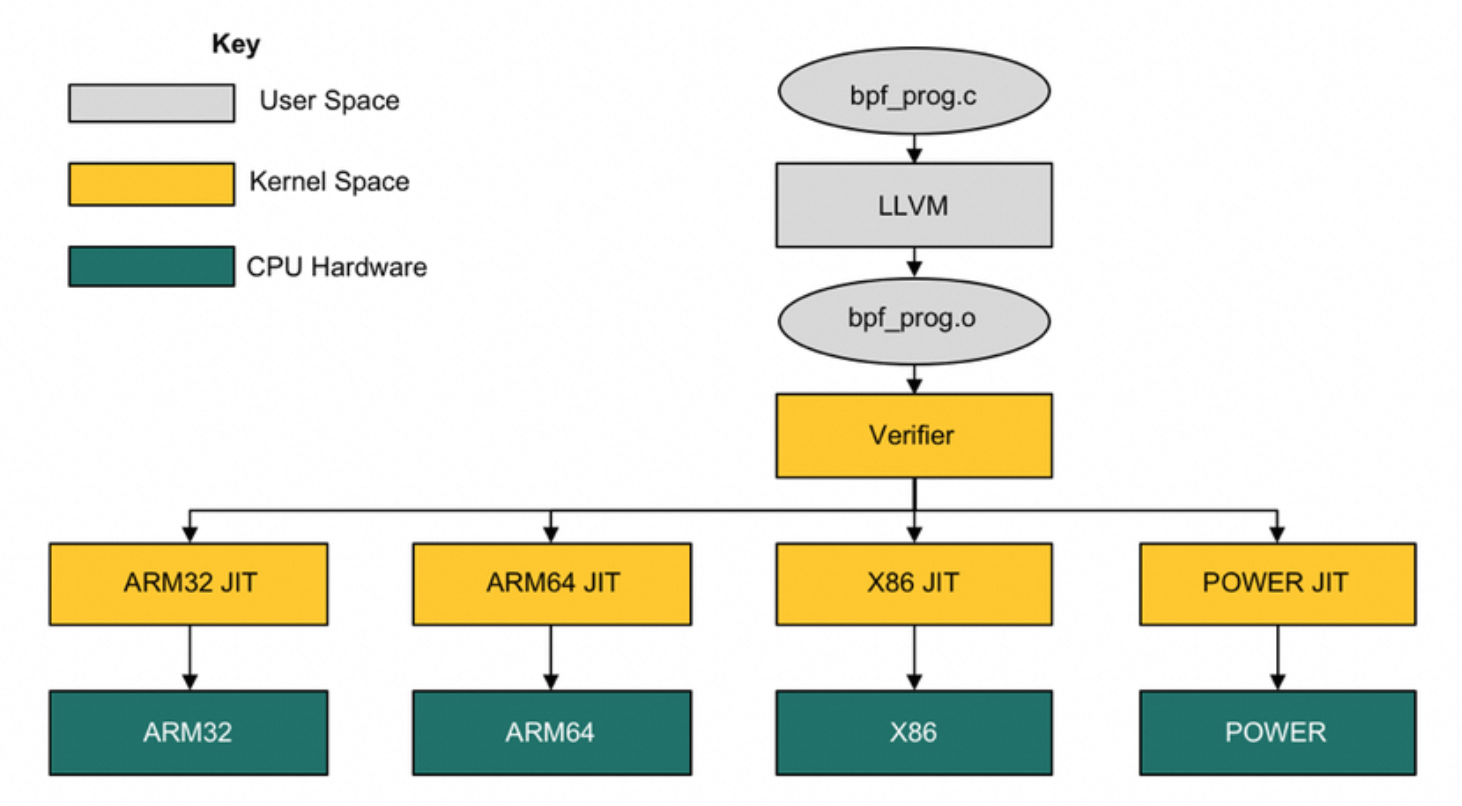 Key
User Space
Kernel Space
CPU Hardware
bpf_prog.c
LLVM
bpf_prog.o
Verifier
ARM32 JIT
ARM64 JIT
X86 JIT
POWER JIT
ARM32
ARM64
X86
POWER